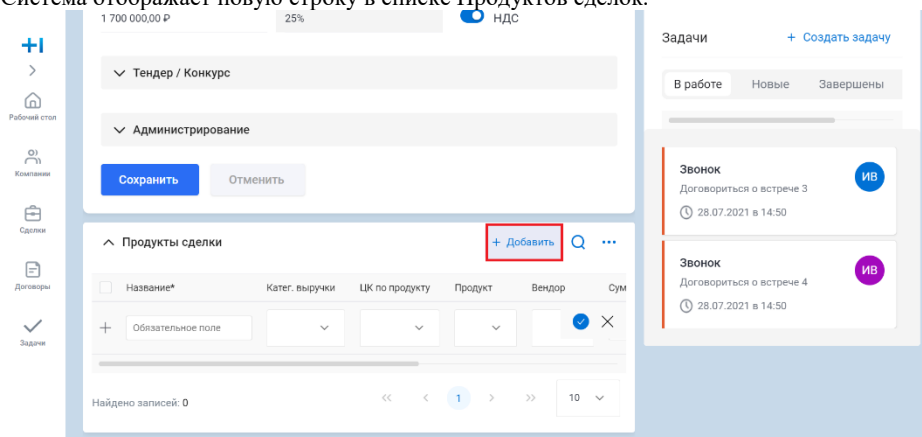 Система отображает новую строку в списке Продуктов сделок.
1 700 000,00 ₽
25%
НДС
Тендер / Конкурс
Администрирование
Сохранить
Отменить
Рабочий стол
Компании
Сделки
Договоры
Задачи
Продукты сделки
+ Добавить
Название*
Катег. выручки
ЦК по продукту
Продукт
Вендор
Сум
Обязательное поле
Найдено записей: 0
1
10
Задачи
+ Создать задачу
В работе
Новые
Завершены
Звонок
Договориться о встрече 3
28.07.2021 в 14:50
ИВ
Звонок
Договориться о встрече 4
28.07.2021 в 14:50
ИВ